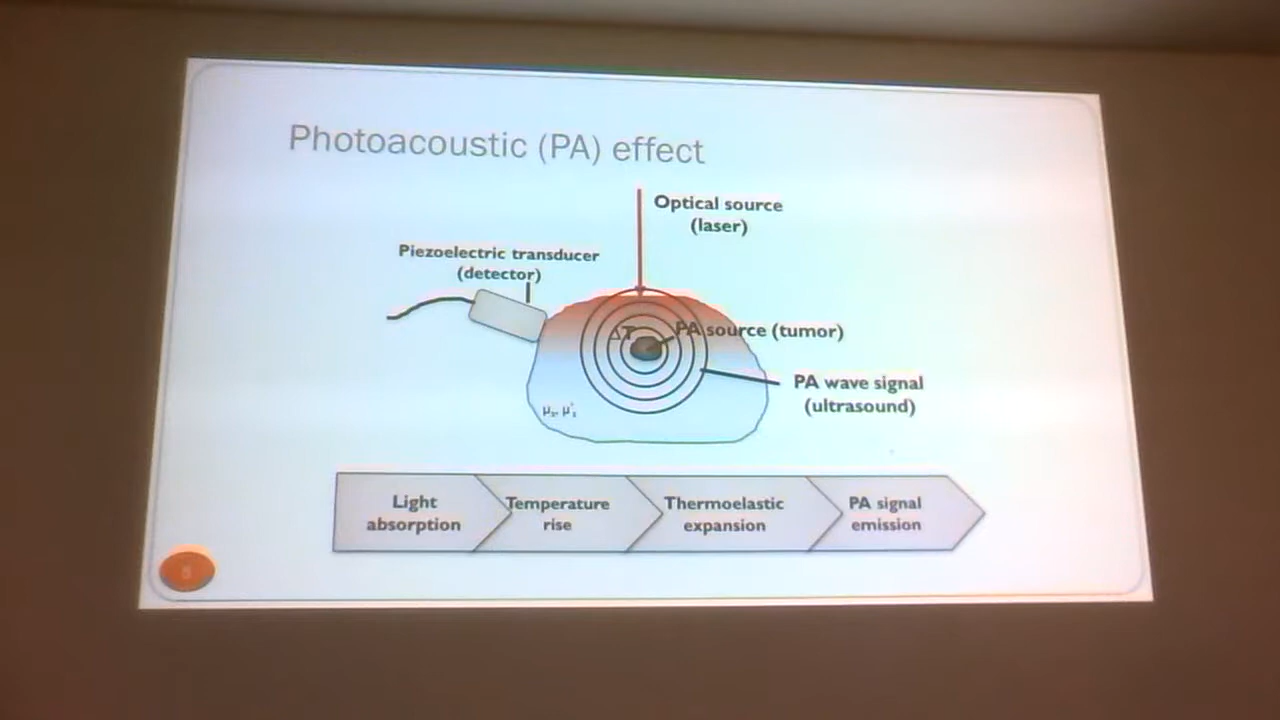 Photoacoustic (PA) effect
Optical source
(laser)
Piezoelectric transducer
(detector)
ΔT
PA source (tumor)
PA wave signal
(ultrasound)
Light
absorption
Temperature
rise
Thermoelastic
expansion
PA signal
emission